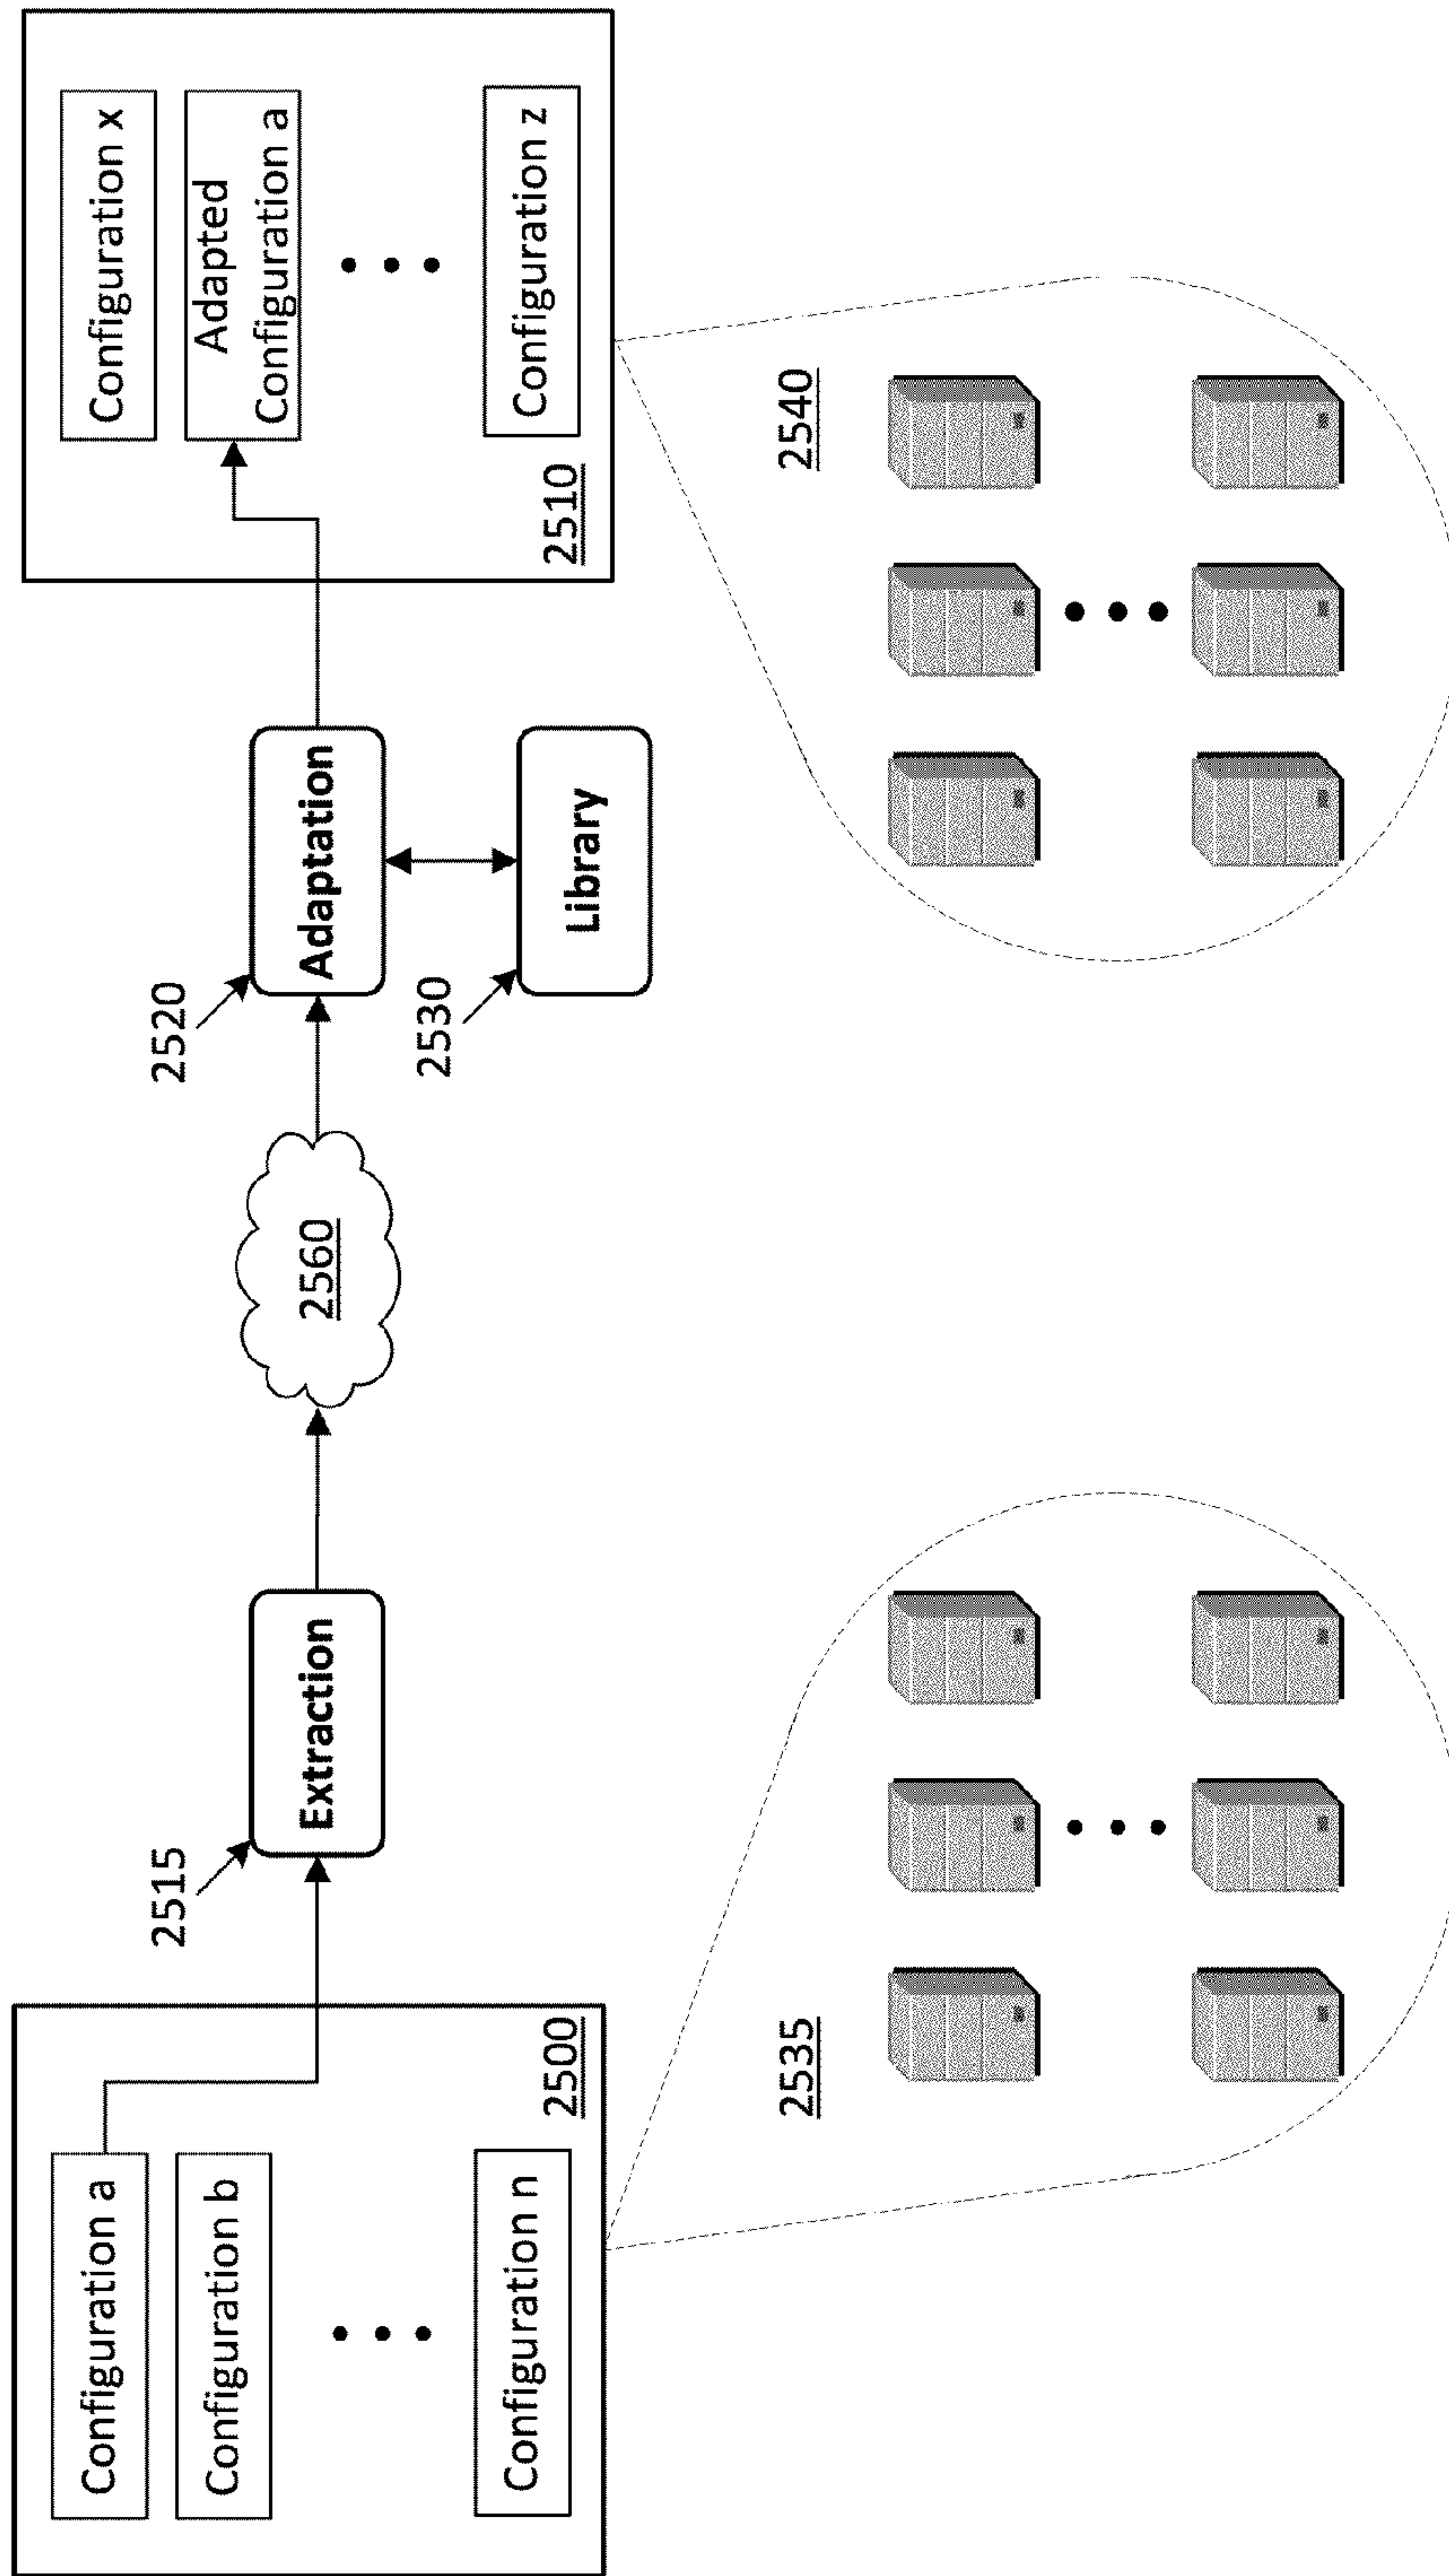 Configuration a
Configuration b
Configuration n
2500
2515
Extraction
2560
2520
Adaptation
2530
Library
Configuration x
Adapted
Configuration a
Configuration z
2510
2535
2540